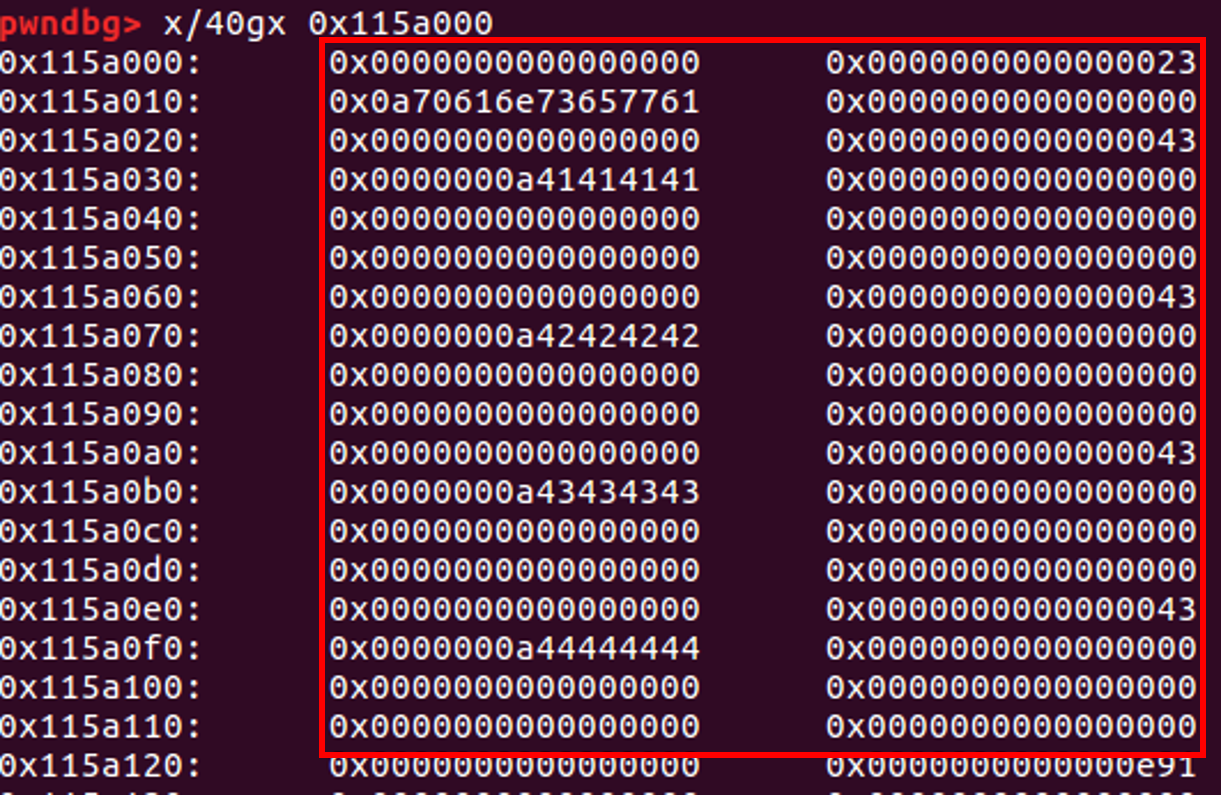 pwndbg> x/40gx 0x115a000
0x115a000: 0x0000000000000000 0x0000000000000023
0x115a010: 0x0a70616e73657761 0x0000000000000000
0x115a020: 0x0000000000000000 0x0000000000000043
0x115a030: 0x0000000a41414141 0x0000000000000000
0x115a040: 0x0000000000000000 0x0000000000000000
0x115a050: 0x0000000000000000 0x0000000000000000
0x115a060: 0x0000000000000000 0x0000000000000043
0x115a070: 0x0000000a42424242 0x0000000000000000
0x115a080: 0x0000000000000000 0x0000000000000000
0x115a090: 0x0000000000000000 0x0000000000000000
0x115a0a0: 0x0000000000000000 0x0000000000000043
0x115a0b0: 0x0000000a43434343 0x0000000000000000
0x115a0c0: 0x0000000000000000 0x0000000000000000
0x115a0d0: 0x0000000000000000 0x0000000000000000
0x115a0e0: 0x0000000000000000 0x0000000000000043
0x115a0f0: 0x0000000a44444444 0x0000000000000000
0x115a100: 0x0000000000000000 0x0000000000000000
0x115a110: 0x0000000000000000 0x0000000000000000
0x115a120: 0x0000000000000000 0x0000000000000e91